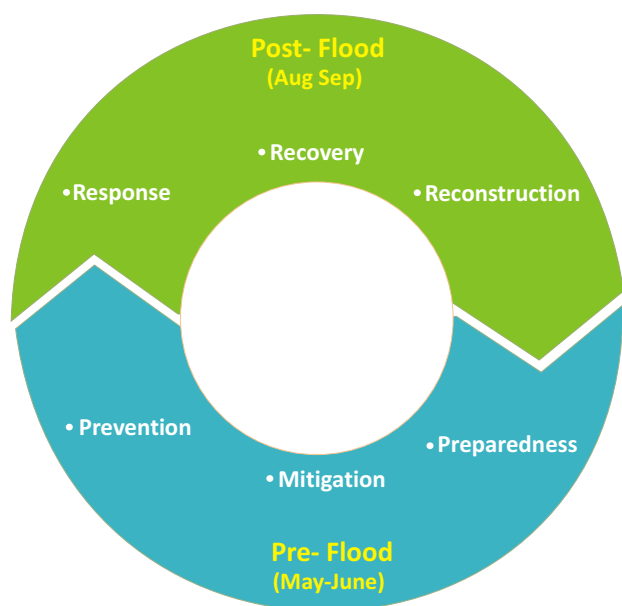 Post- Flood
(Aug Sep)
• Recovery
•Response
•Reconstruction
• Prevention
• Preparedness
• Mitigation
Pre- Flood
(May-June)